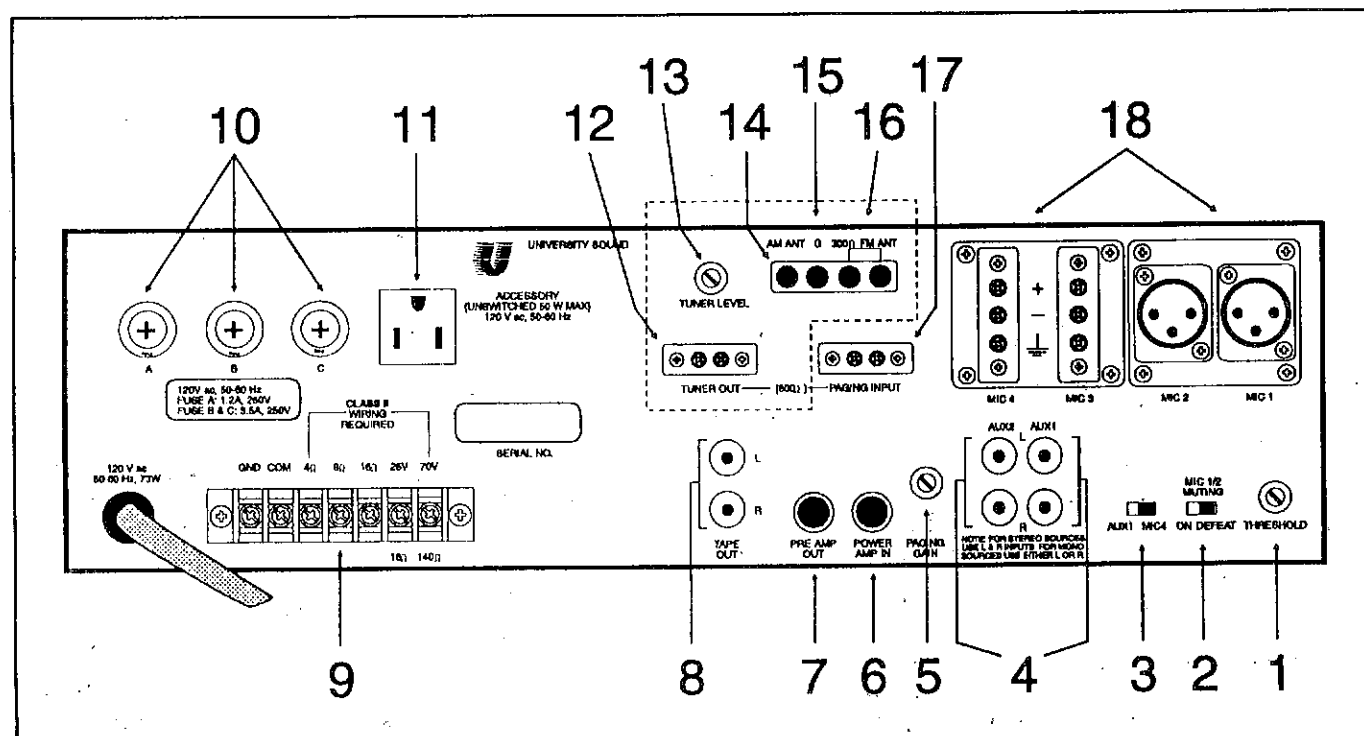 10
11
12
13
14
15
16
17
18
UNIVERSITY SOUND
ACCESSORY
(UNSWITCHED 50 W MAX)
120 V ac, 50-60 Hz
TUNER LEVEL
AM ANT G 300Ω FM ANT
TUNER OUT (600Ω) PAGING INPUT
+
−
MIC 4 MIC 3 MIC 2 MIC 1
A B C
120V ac, 50-60 Hz
FUSE A: 1.2A, 250V
FUSE B & C: 3.5A, 250V
CLASS II
WIRING
REQUIRED
SERIAL NO.
120 V ac
50-60 Hz, 73W
GND COM 4Ω 8Ω 16Ω 25V 70V
16Ω 140Ω
L
R
TAPE
OUT
PRE AMP
OUT
POWER
AMP IN
PAGING
GAIN
AUX2 L AUX1
R
NOTE FOR STEREO SOURCES
USE L & R INPUTS FOR MONO
SOURCES USE EITHER L OR R
AUX1 MIC4
MIC 1/2
MUTING
ON DEFEAT
THRESHOLD
9
8
7
6
5
4
3
2
1